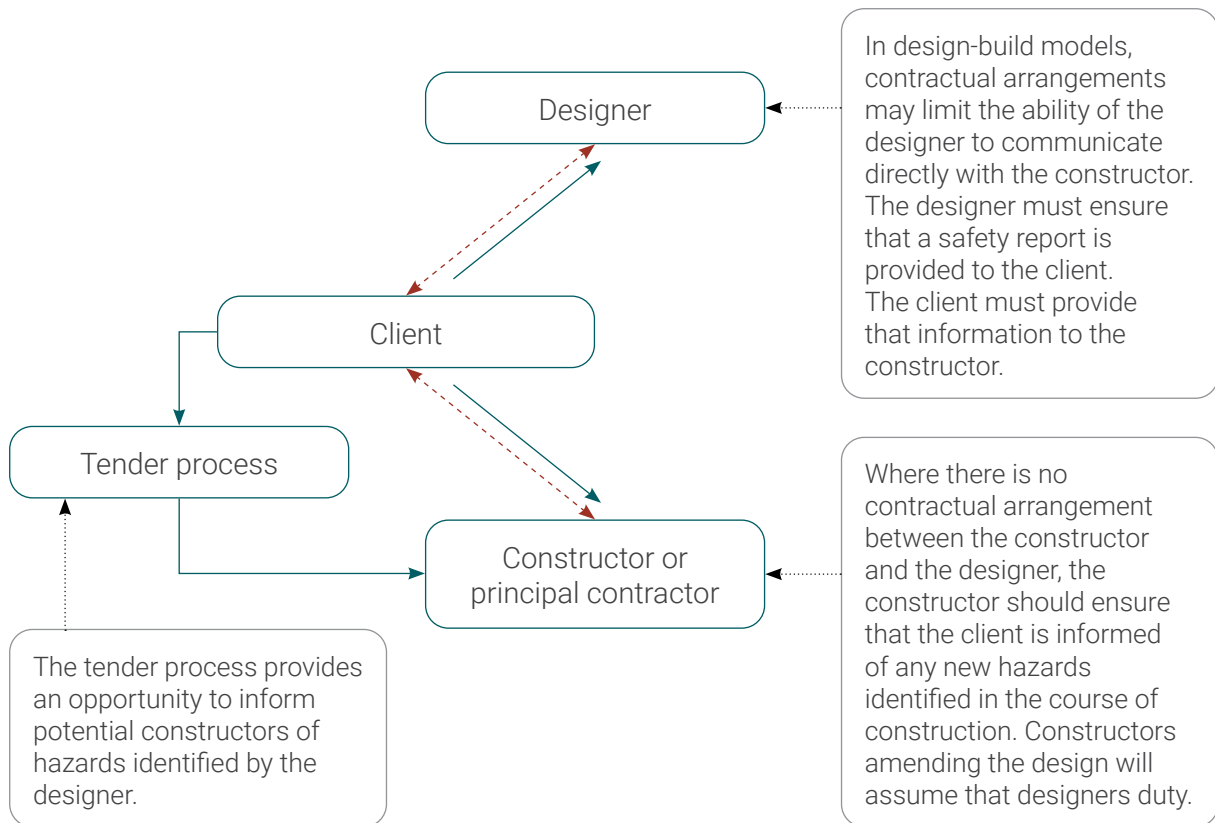 Designer
In design-build models,
contractual arrangements
may limit the ability of the
designer to communicate
directly with the constructor.
The designer must ensure
that a safety report is
provided to the client.
The client must provide
that information to the
constructor.
Client
Tender process
Constructor or
principal contractor
Where there is no
contractual arrangement
between the constructor
and the designer, the
constructor should ensure
that the client is informed
of any new hazards
identified in the course of
construction. Constructors
amending the design will
assume that designers duty.
The tender process provides
an opportunity to inform
potential constructors of
hazards identified by the
designer.